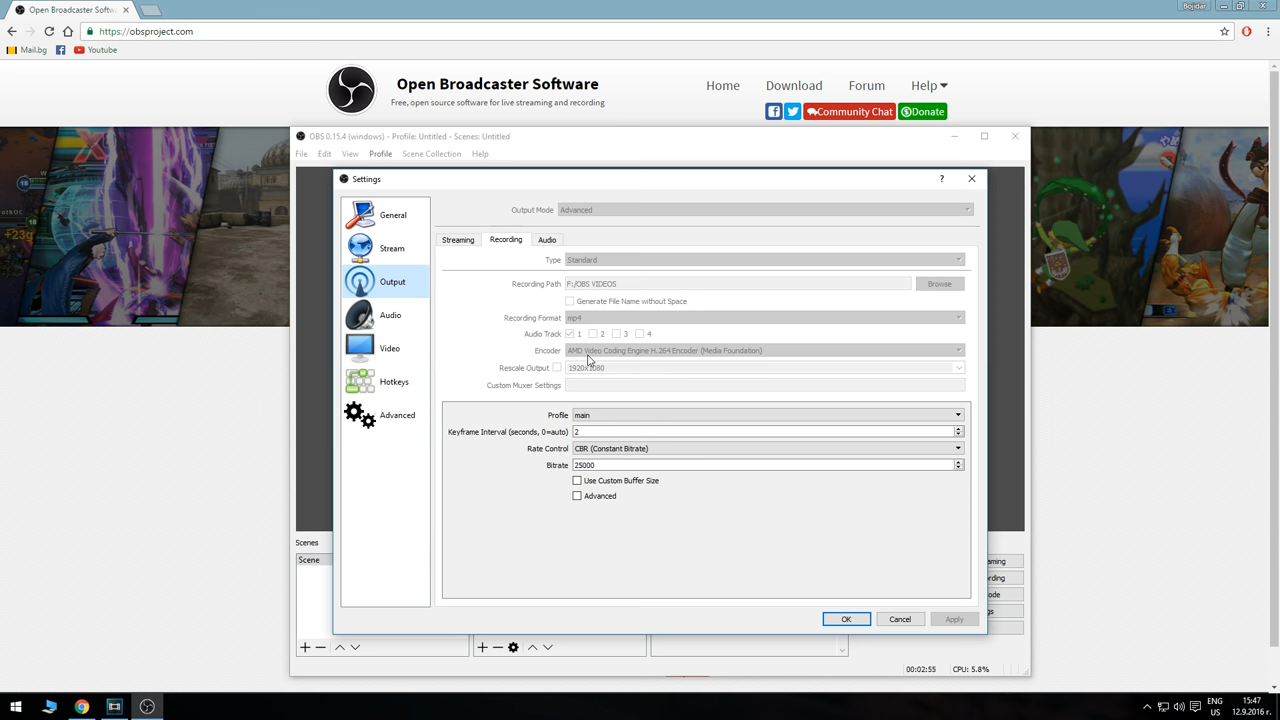 Open Broadcaster Softw
Bojidar
https://obsproject.com
Mail.bg
Youtube
Open Broadcaster Software
Free, open source software for live streaming and recording
Home
Download
Forum
Help
Community Chat
Donate
OBS 0.15.4 (windows) - Profile: Untitled - Scenes: Untitled
File Edit View Profile Scene Collection Help
Settings
General
Stream
Output
Audio
Video
Hotkeys
Advanced
Output Mode Advanced
Streaming Recording Audio
Type Standard
Recording Path F:/OBS VIDEOS Browse
Generate File Name without Space
Recording Format mp4
Audio Track 1 2 3 4
Encoder AMD Video Coding Engine H.264 Encoder (Media Foundation)
Rescale Output 1920x1080
Custom Muxer Settings
Profile main
Keyframe Interval (seconds, 0=auto) 2
Rate Control CBR (Constant Bitrate)
Bitrate 25000
Use Custom Buffer Size
Advanced
OK Cancel Apply
Scenes
Scene
aming
rding
ode
gs
00:02:55 CPU: 5.8%
+23g
18
ENG
US
15:47
12.9.2016 г.